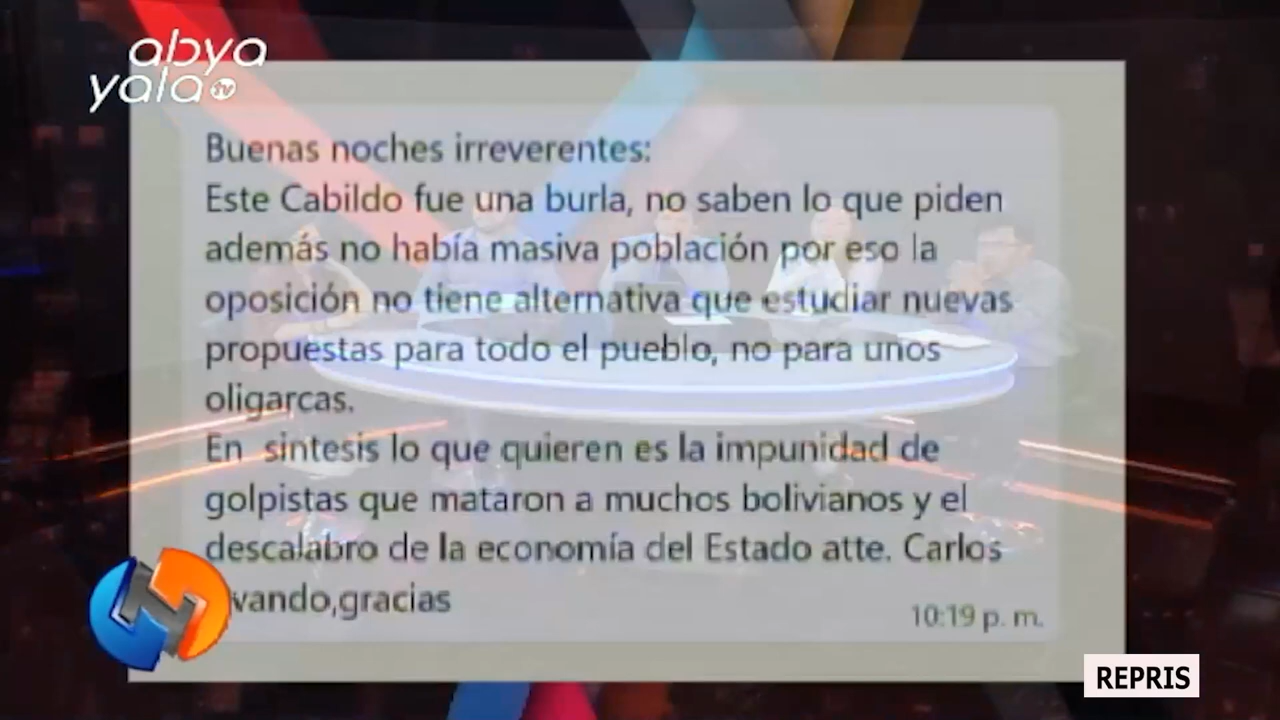 abya
yala tv
Buenas noches irreverentes:
Este Cabildo fue una burla, no saben lo que piden
además no había masiva población por eso la
oposición no tiene alternativa que estudiar nuevas
propuestas para todo el pueblo, no para unos
oligarcas.
En sintesis lo que quieren es la impunidad de
golpistas que mataron a muchos bolivianos y el
descalabro de la economía del Estado atte. Carlos
vando,gracias
10:19 p. m.
REPRIS